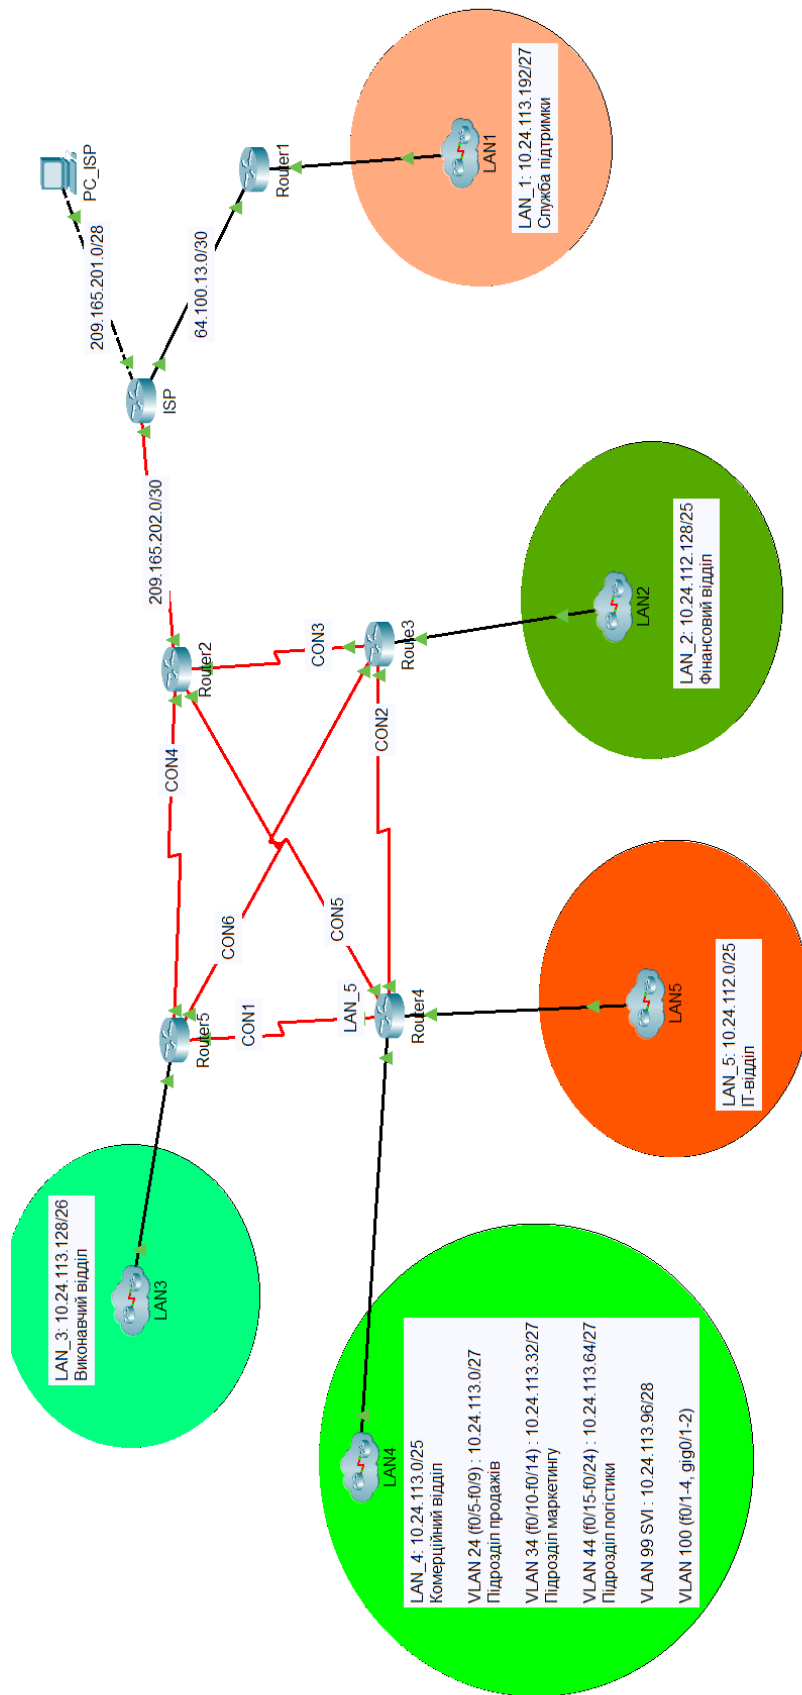 LAN_3: 10.24.113.128/26
Виконавчий відділ
LAN3
LAN_4: 10.24.113.0/25
Комерційний відділ
VLAN 24 (f0/5-f0/9) : 10.24.113.0/27
Підрозділ продажів
VLAN 34 (f0/10-f0/14) : 10.24.113.32/27
Підрозділ маркетингу
VLAN 44 (f0/15-f0/24) : 10.24.113.64/27
Підрозділ логістики
VLAN 99 SVI : 10.24.113.96/28
VLAN 100 (f0/1-4, gig0/1-2)
LAN4
Router5
CON1
LAN_5
Router4
CON6
CON5
CON4
CON2
CON3
Router2
Route3
LAN5
LAN_5: 10.24.112.0/25
ІТ-відділ
LAN2
LAN_2: 10.24.112.128/25
Фінансовий відділ
209.165.202.0/30
ISP
209.165.201.0/28
PC_ISP
64.100.13.0/30
Router1
LAN1
LAN_1: 10.24.113.192/27
Служба підтримки